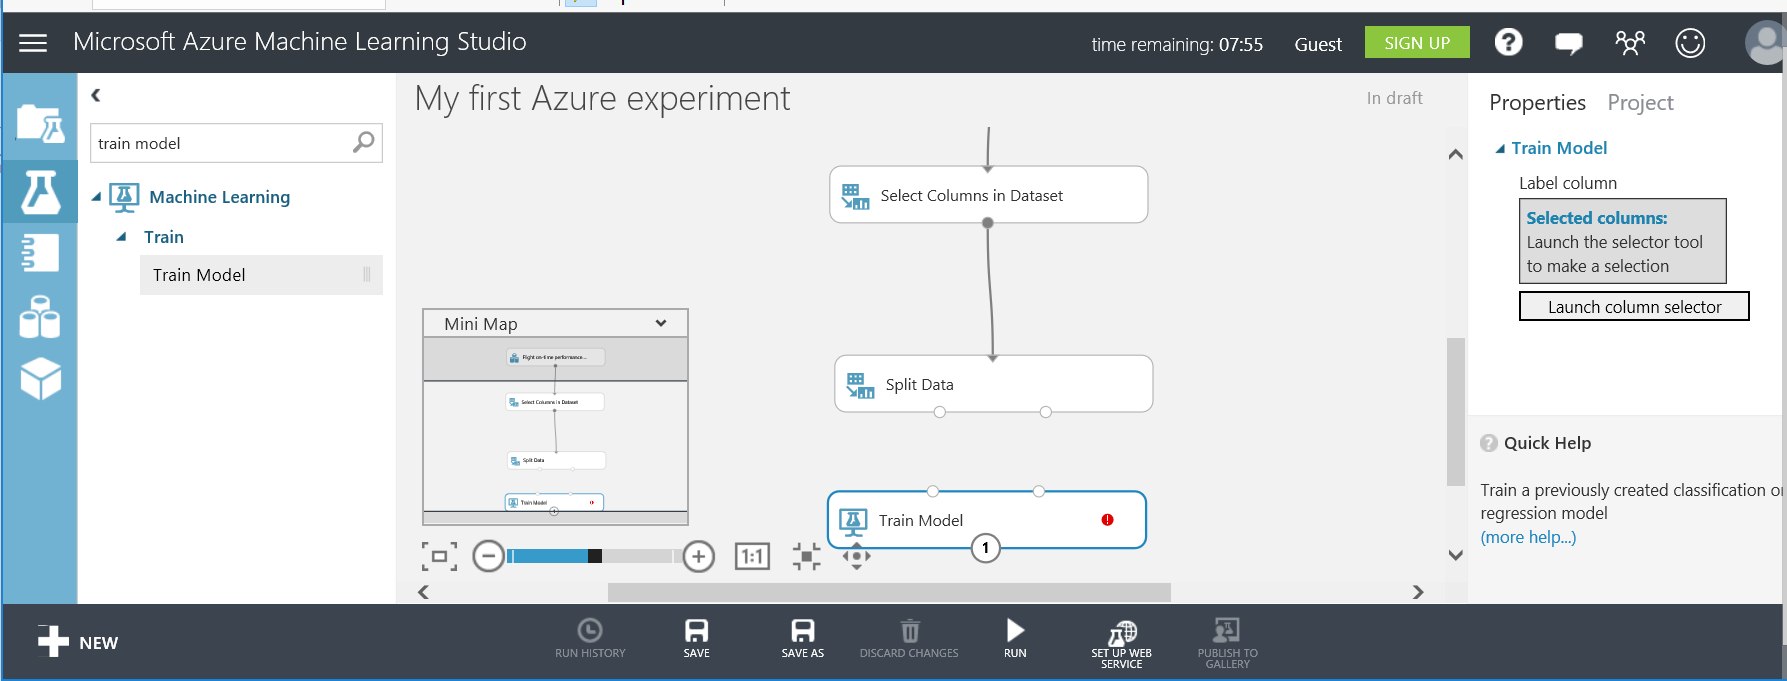 Microsoft Azure Machine Learning Studio
time remaining: 07:55
Guest
SIGN UP
train model
Machine Learning
Train
Train Model
My first Azure experiment
In draft
Select Columns in Dataset
Split Data
Train Model
1
Mini Map
Flight on-time performance...
Select Columns in Dataset
Split Data
Train Model
1
1:1
Properties
Project
Train Model
Label column
Selected columns:
Launch the selector tool
to make a selection
Launch column selector
Quick Help
Train a previously created classification or
regression model
(more help...)
NEW
RUN HISTORY
SAVE
SAVE AS
DISCARD CHANGES
RUN
SET UP WEB
SERVICE
PUBLISH TO
GALLERY